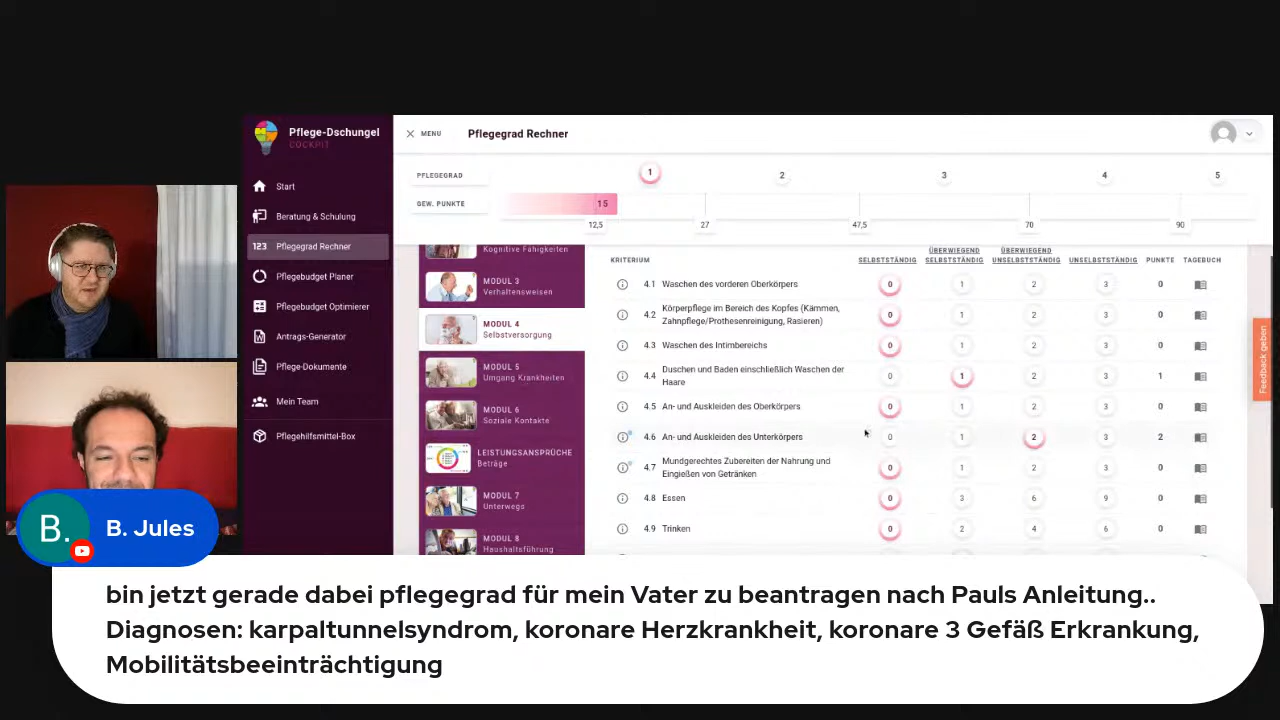 Pflege-Dschungel
COCKPIT
Start
Beratung & Schulung
123 Pflegegrad Rechner
Pflegebudget Planer
Pflegebudget Optimierer
Antrags-Generator
Pflege-Dokumente
Mein Team
Pflegehilfsmittel-Box
MENU
Pflegegrad Rechner
PFLEGEGRAD 1 2 3 4 5
GEW. PUNKTE 15
12,5 27 47,5 70 90
Kognitive Fähigkeiten
MODUL 3
Verhaltensweisen
MODUL 4
Selbstversorgung
MODUL 5
Umgang Krankheiten
MODUL 6
Soziale Kontakte
LEISTUNGSANSPRÜCHE
Beträge
MODUL 7
Unterwegs
MODUL 8
Haushaltsführung
KRITERIUM SELBSTSTÄNDIG ÜBERWIEGEND SELBSTSTÄNDIG ÜBERWIEGEND UNSELBSTSTÄNDIG UNSELBSTSTÄNDIG PUNKTE TAGEBUCH
4.1 Waschen des vorderen Oberkörpers 0 1 2 3 0
4.2 Körperpflege im Bereich des Kopfes (Kämmen,
Zahnpflege/Prothesenreinigung, Rasieren) 0 1 2 3 0
4.3 Waschen des Intimbereichs 0 1 2 3 0
4.4 Duschen und Baden einschließlich Waschen der
Haare 0 1 2 3 1
4.5 An- und Auskleiden des Oberkörpers 0 1 2 3 0
4.6 An- und Auskleiden des Unterkörpers 0 1 2 3 2
4.7 Mundgerechtes Zubereiten der Nahrung und
Eingießen von Getränken 0 1 2 3 0
4.8 Essen 0 3 6 9 0
4.9 Trinken 0 2 4 6 0
Feedback geben
B. B. Jules
bin jetzt gerade dabei pflegegrad für mein Vater zu beantragen nach Pauls Anleitung..
Diagnosen: karpaltunnelsyndrom, koronare Herzkrankheit, koronare 3 Gefäß Erkrankung,
Mobilitätsbeeinträchtigung